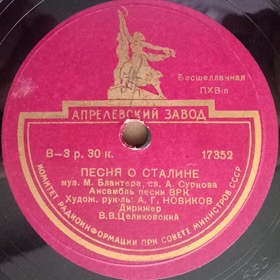 Бесшеллачная
ПХВ-п
АПРЕЛЕВСКИЙ ЗАВОД
В-3 р. 30 к.
17352
ПЕСНЯ О СТАЛИНЕ
муз. М. Блантера, сл. А. Суркова
Ансамбль песни ВРК
Худож. рук-ль: А. Г. НОВИКОВ
Дирижер
В.В.Целиковский
КОМИТЕТ РАДИОИНФОРМАЦИИ ПРИ СОВЕТЕ МИНИСТРОВ СССР